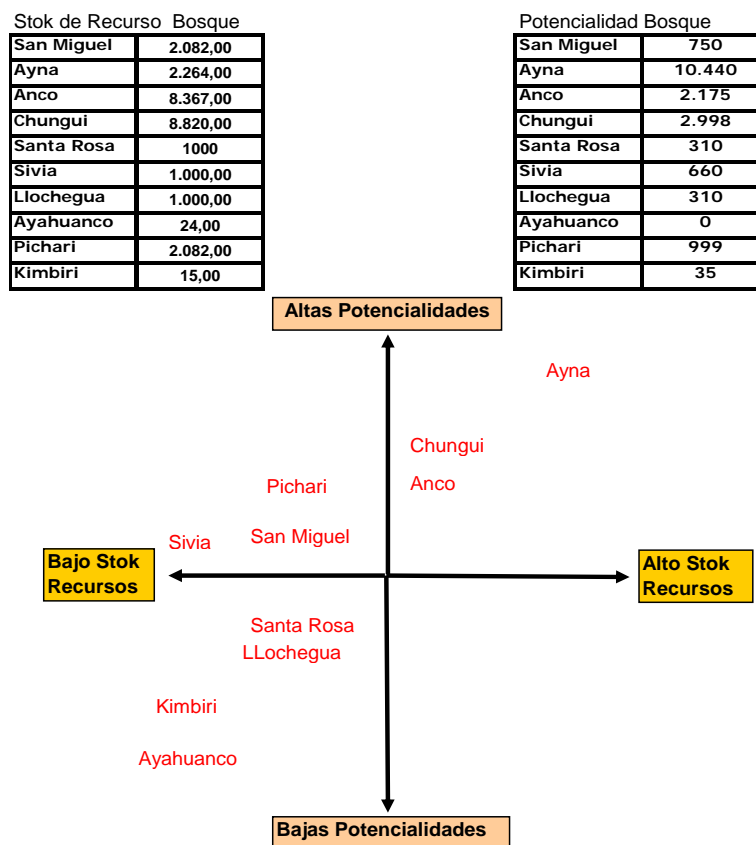 Stok de Recurso Bosque
San Miguel 2.082,00
Ayna 2.264,00
Anco 8.367,00
Chungui 8.820,00
Santa Rosa 1000
Sivia 1.000,00
Llochegua 1.000,00
Ayahuanco 24,00
Pichari 2.082,00
Kimbiri 15,00
Potencialidad Bosque
San Miguel 750
Ayna 10.440
Anco 2.175
Chungui 2.998
Santa Rosa 310
Sivia 660
Llochegua 310
Ayahuanco 0
Pichari 999
Kimbiri 35
Altas Potencialidades
Ayna
Chungui
Pichari
Anco
Sivia
San Miguel
Bajo Stok
Recursos
Alto Stok
Recursos
Santa Rosa
LLochegua
Kimbiri
Ayahuanco
Bajas Potencialidades